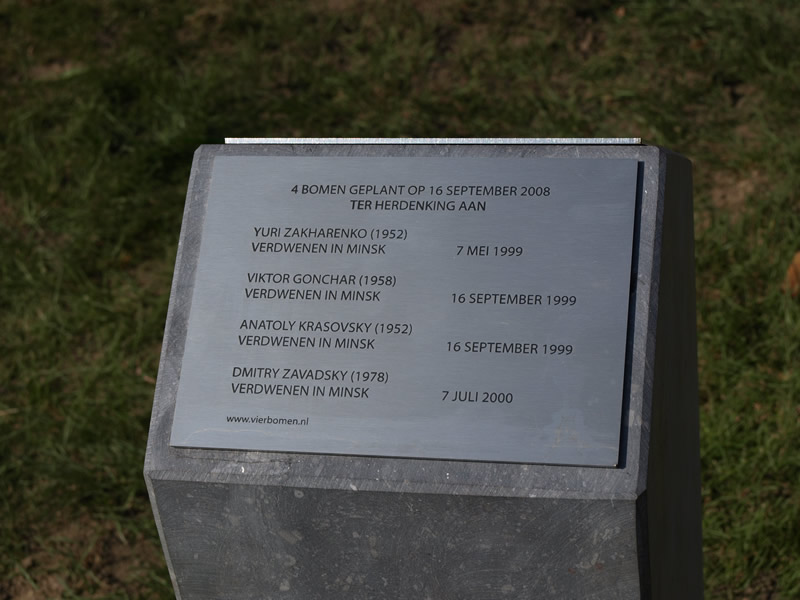 4 BOMEN GEPLANT OP 16 SEPTEMBER 2008
TER HERDENKING AAN
YURI ZAKHARENKO (1952)
VERDWENEN IN MINSK 7 MEI 1999
VIKTOR GONCHAR (1958)
VERDWENEN IN MINSK 16 SEPTEMBER 1999
ANATOLY KRASOVSKY (1952)
VERDWENEN IN MINSK 16 SEPTEMBER 1999
DMITRY ZAVADSKY (1978)
VERDWENEN IN MINSK 7 JULI 2000
www.vierbomen.nl